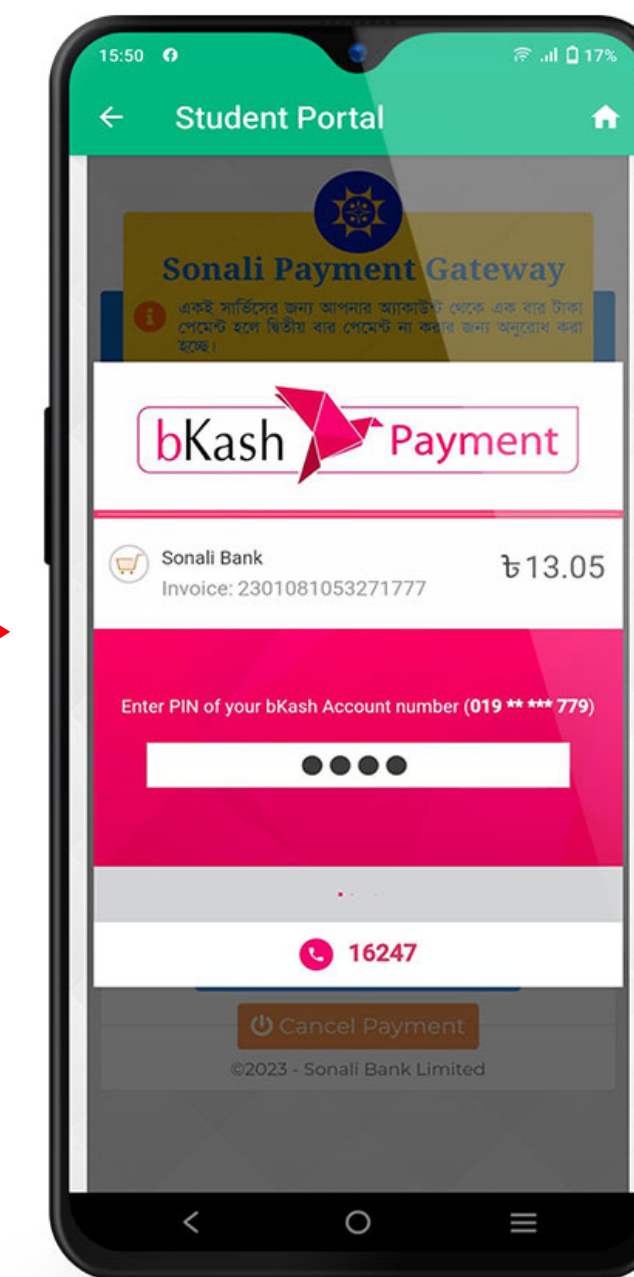 15:50 17%
Student Portal
Sonali Payment Gateway
একই সার্ভিসের জন্য আপনার অ্যাকাউন্ট থেকে এক বার টাকা
পেমেন্ট হলে দ্বিতীয় বার পেমেন্ট না করার জন্য অনুরোধ করা
হচ্ছে।
bKash Payment
Sonali Bank ৳13.05
Invoice: 2301081053271777
Enter PIN of your bKash Account number (019 ** *** 779)
16247
Cancel Payment
©2023 - Sonali Bank Limited